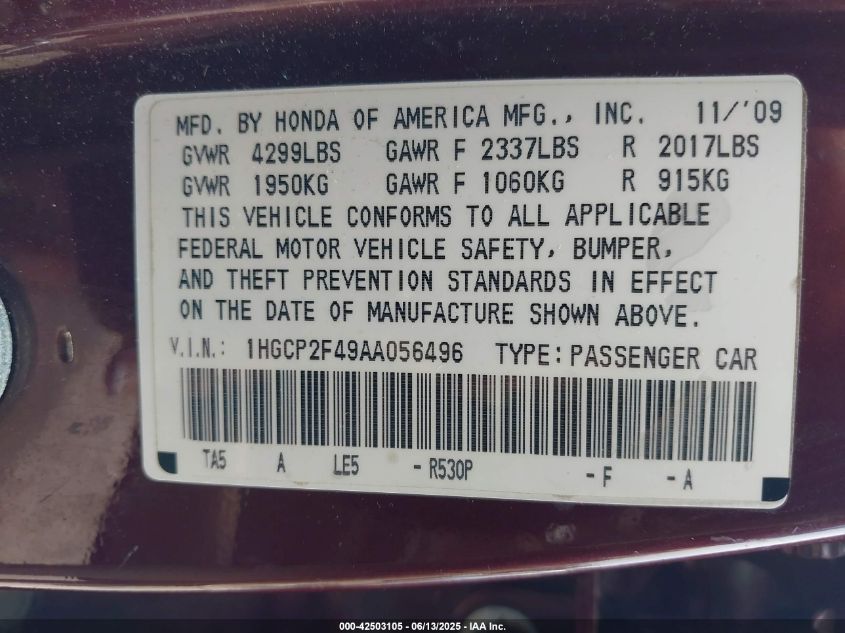 MFD. BY HONDA OF AMERICA MFG., INC. 11/'09
GVWR 4299LBS GAWR F 2337LBS R 2017LBS
GVWR 1950KG GAWR F 1060KG R 915KG
THIS VEHICLE CONFORMS TO ALL APPLICABLE
FEDERAL MOTOR VEHICLE SAFETY, BUMPER,
AND THEFT PREVENTION STANDARDS IN EFFECT
ON THE DATE OF MANUFACTURE SHOWN ABOVE.
V.I.N.: 1HGCP2F49AA056496 TYPE: PASSENGER CAR
TA5 A LE5 -R530P -F -A
000-42503105 - 06/13/2025 - IAA Inc.